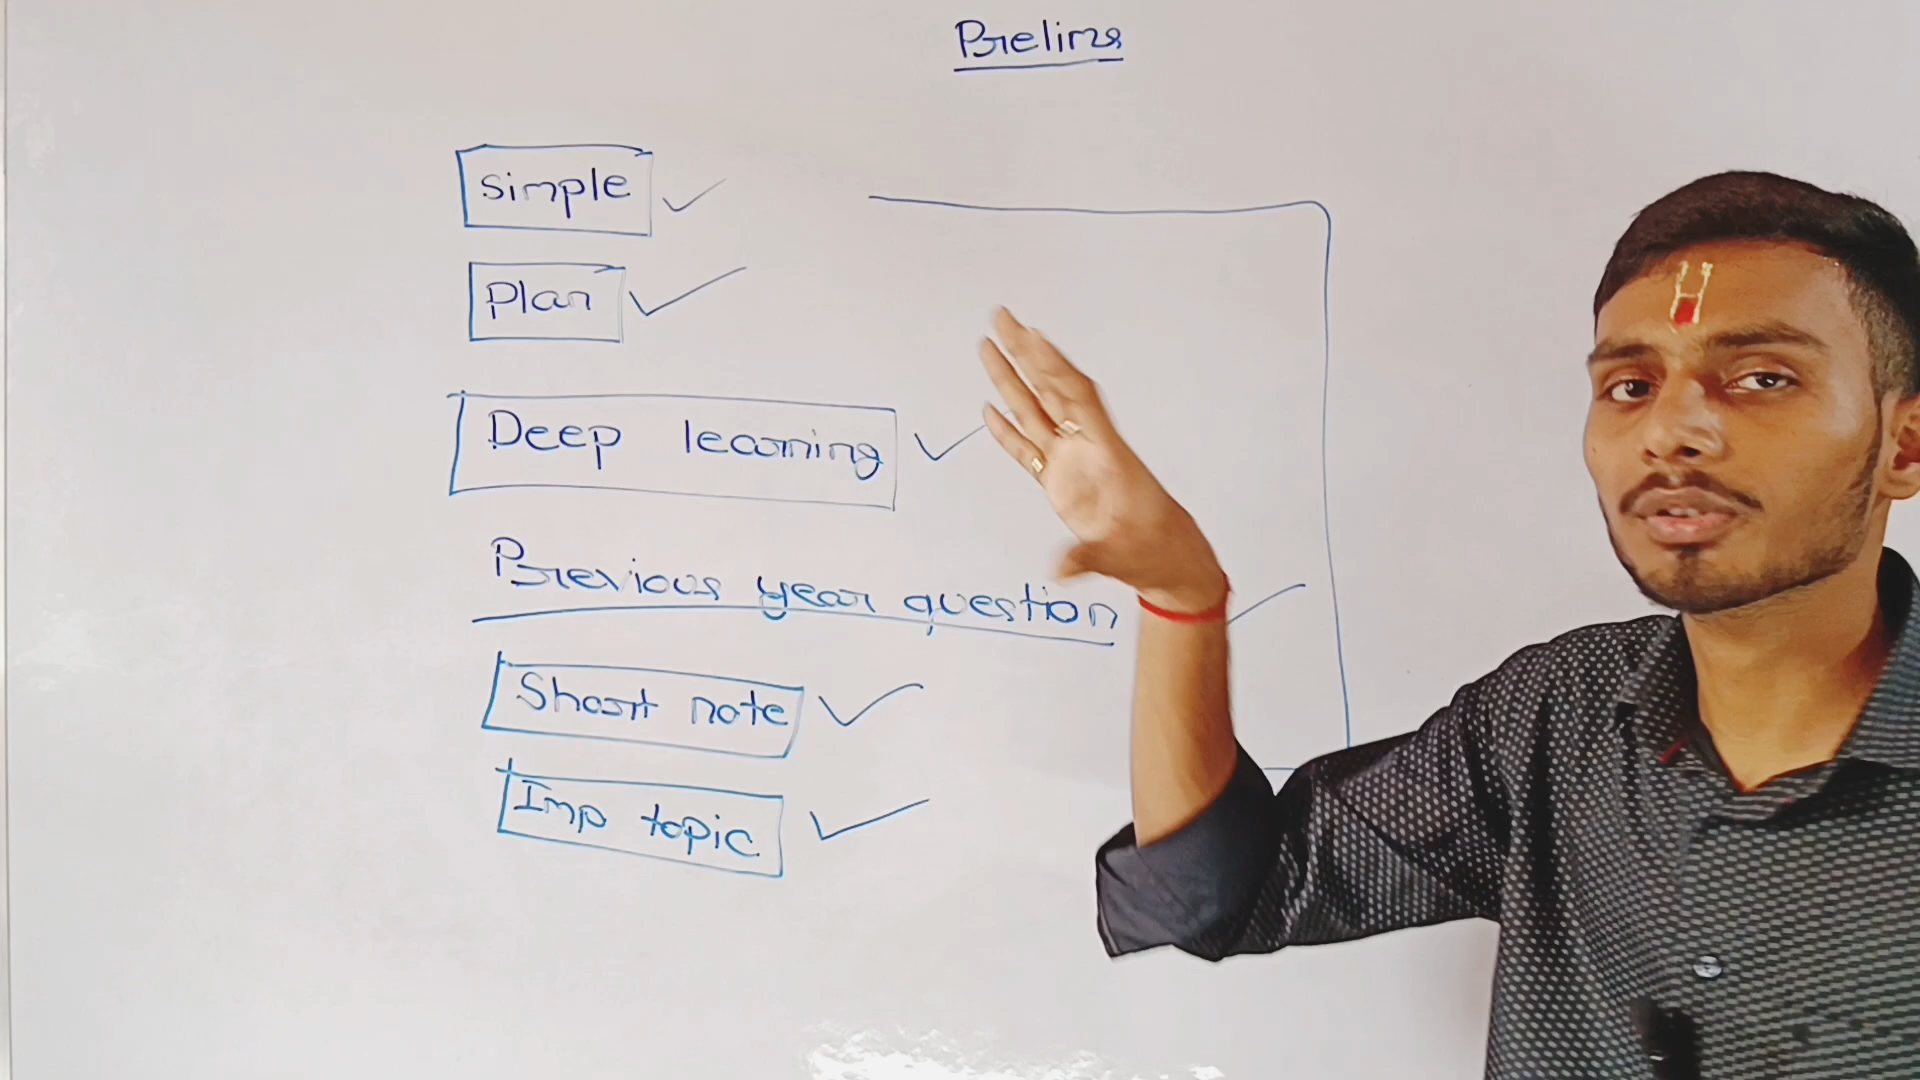 Prelims
Simple
Plan
Deep learning
Previous year question
Short note
Imp topic